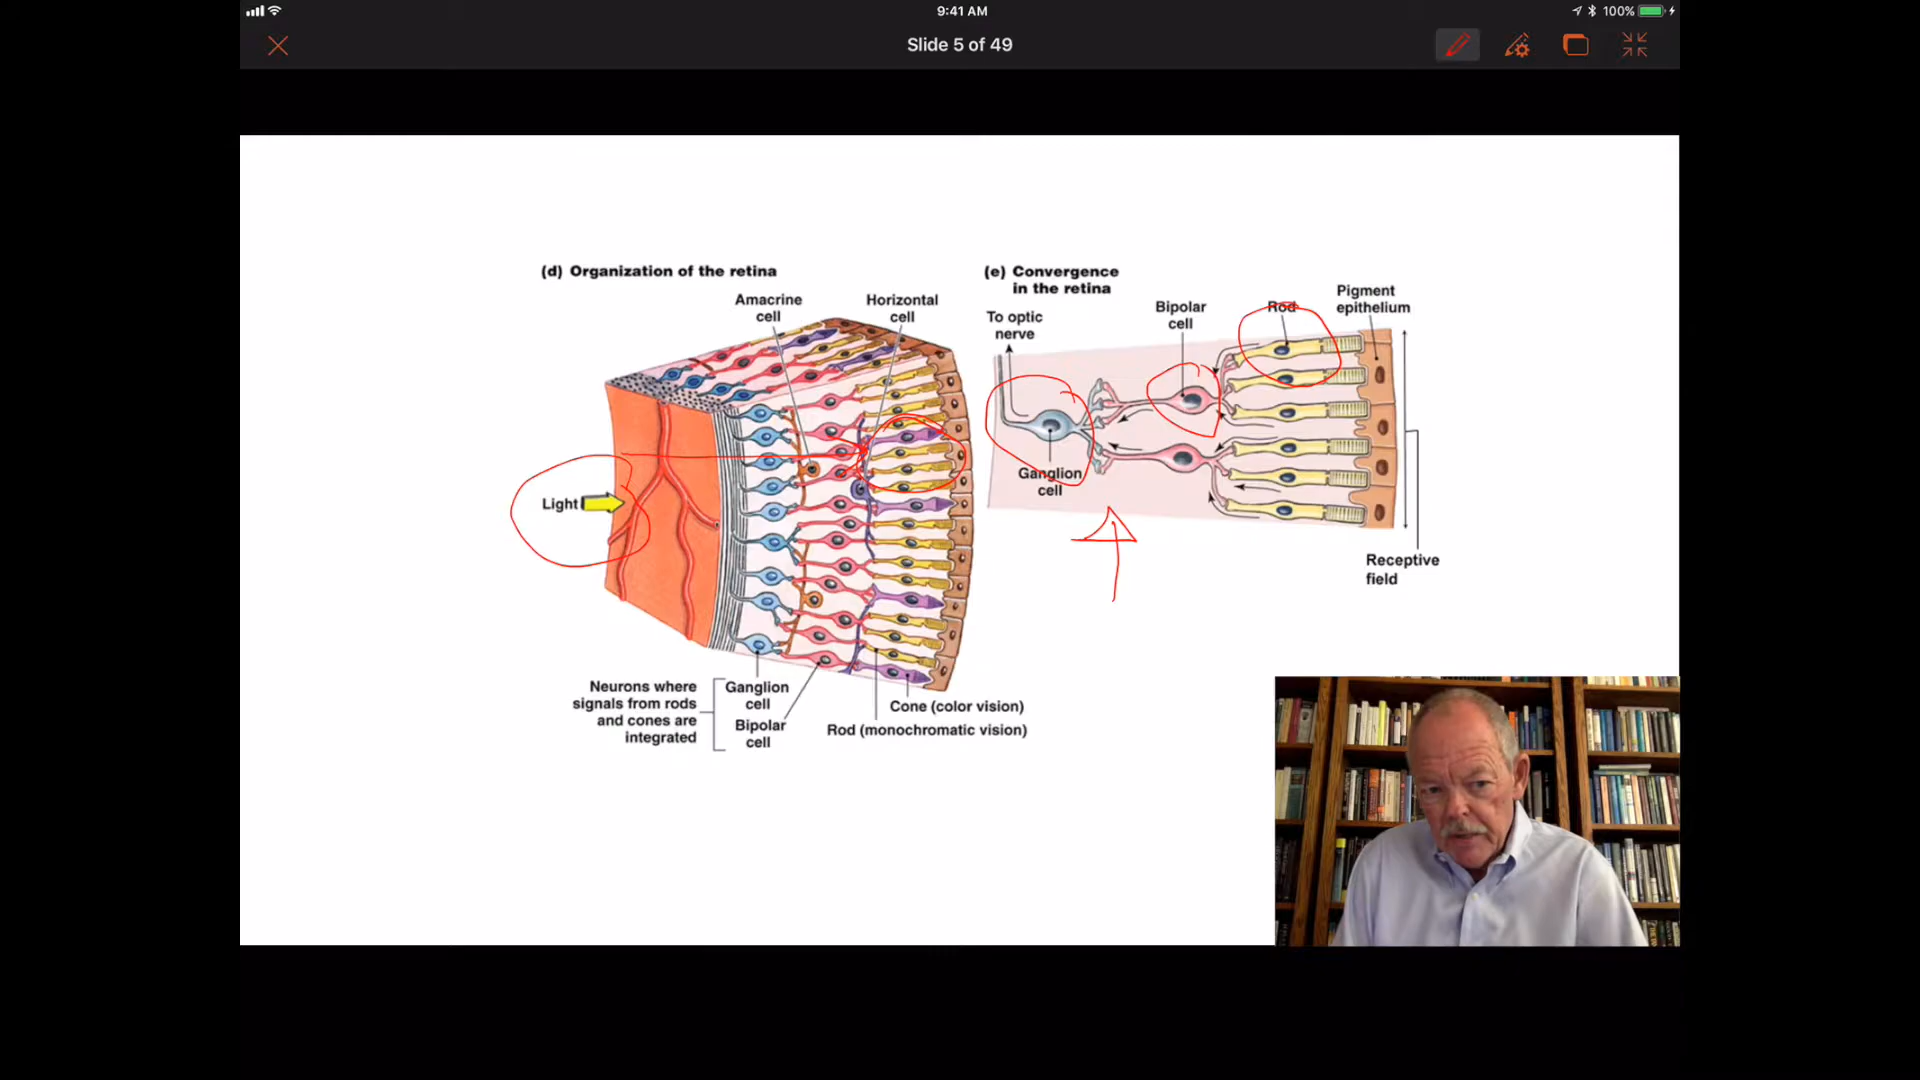 9:41 AM
100%
Slide 5 of 49
(d) Organization of the retina
Amacrine
cell
Horizontal
cell
Light
Neurons where
signals from rods
and cones are
integrated
Ganglion
cell
Bipolar
cell
Cone (color vision)
Rod (monochromatic vision)
(e) Convergence
in the retina
To optic
nerve
Bipolar
cell
Rod
Pigment
epithelium
Ganglion
cell
Receptive
field